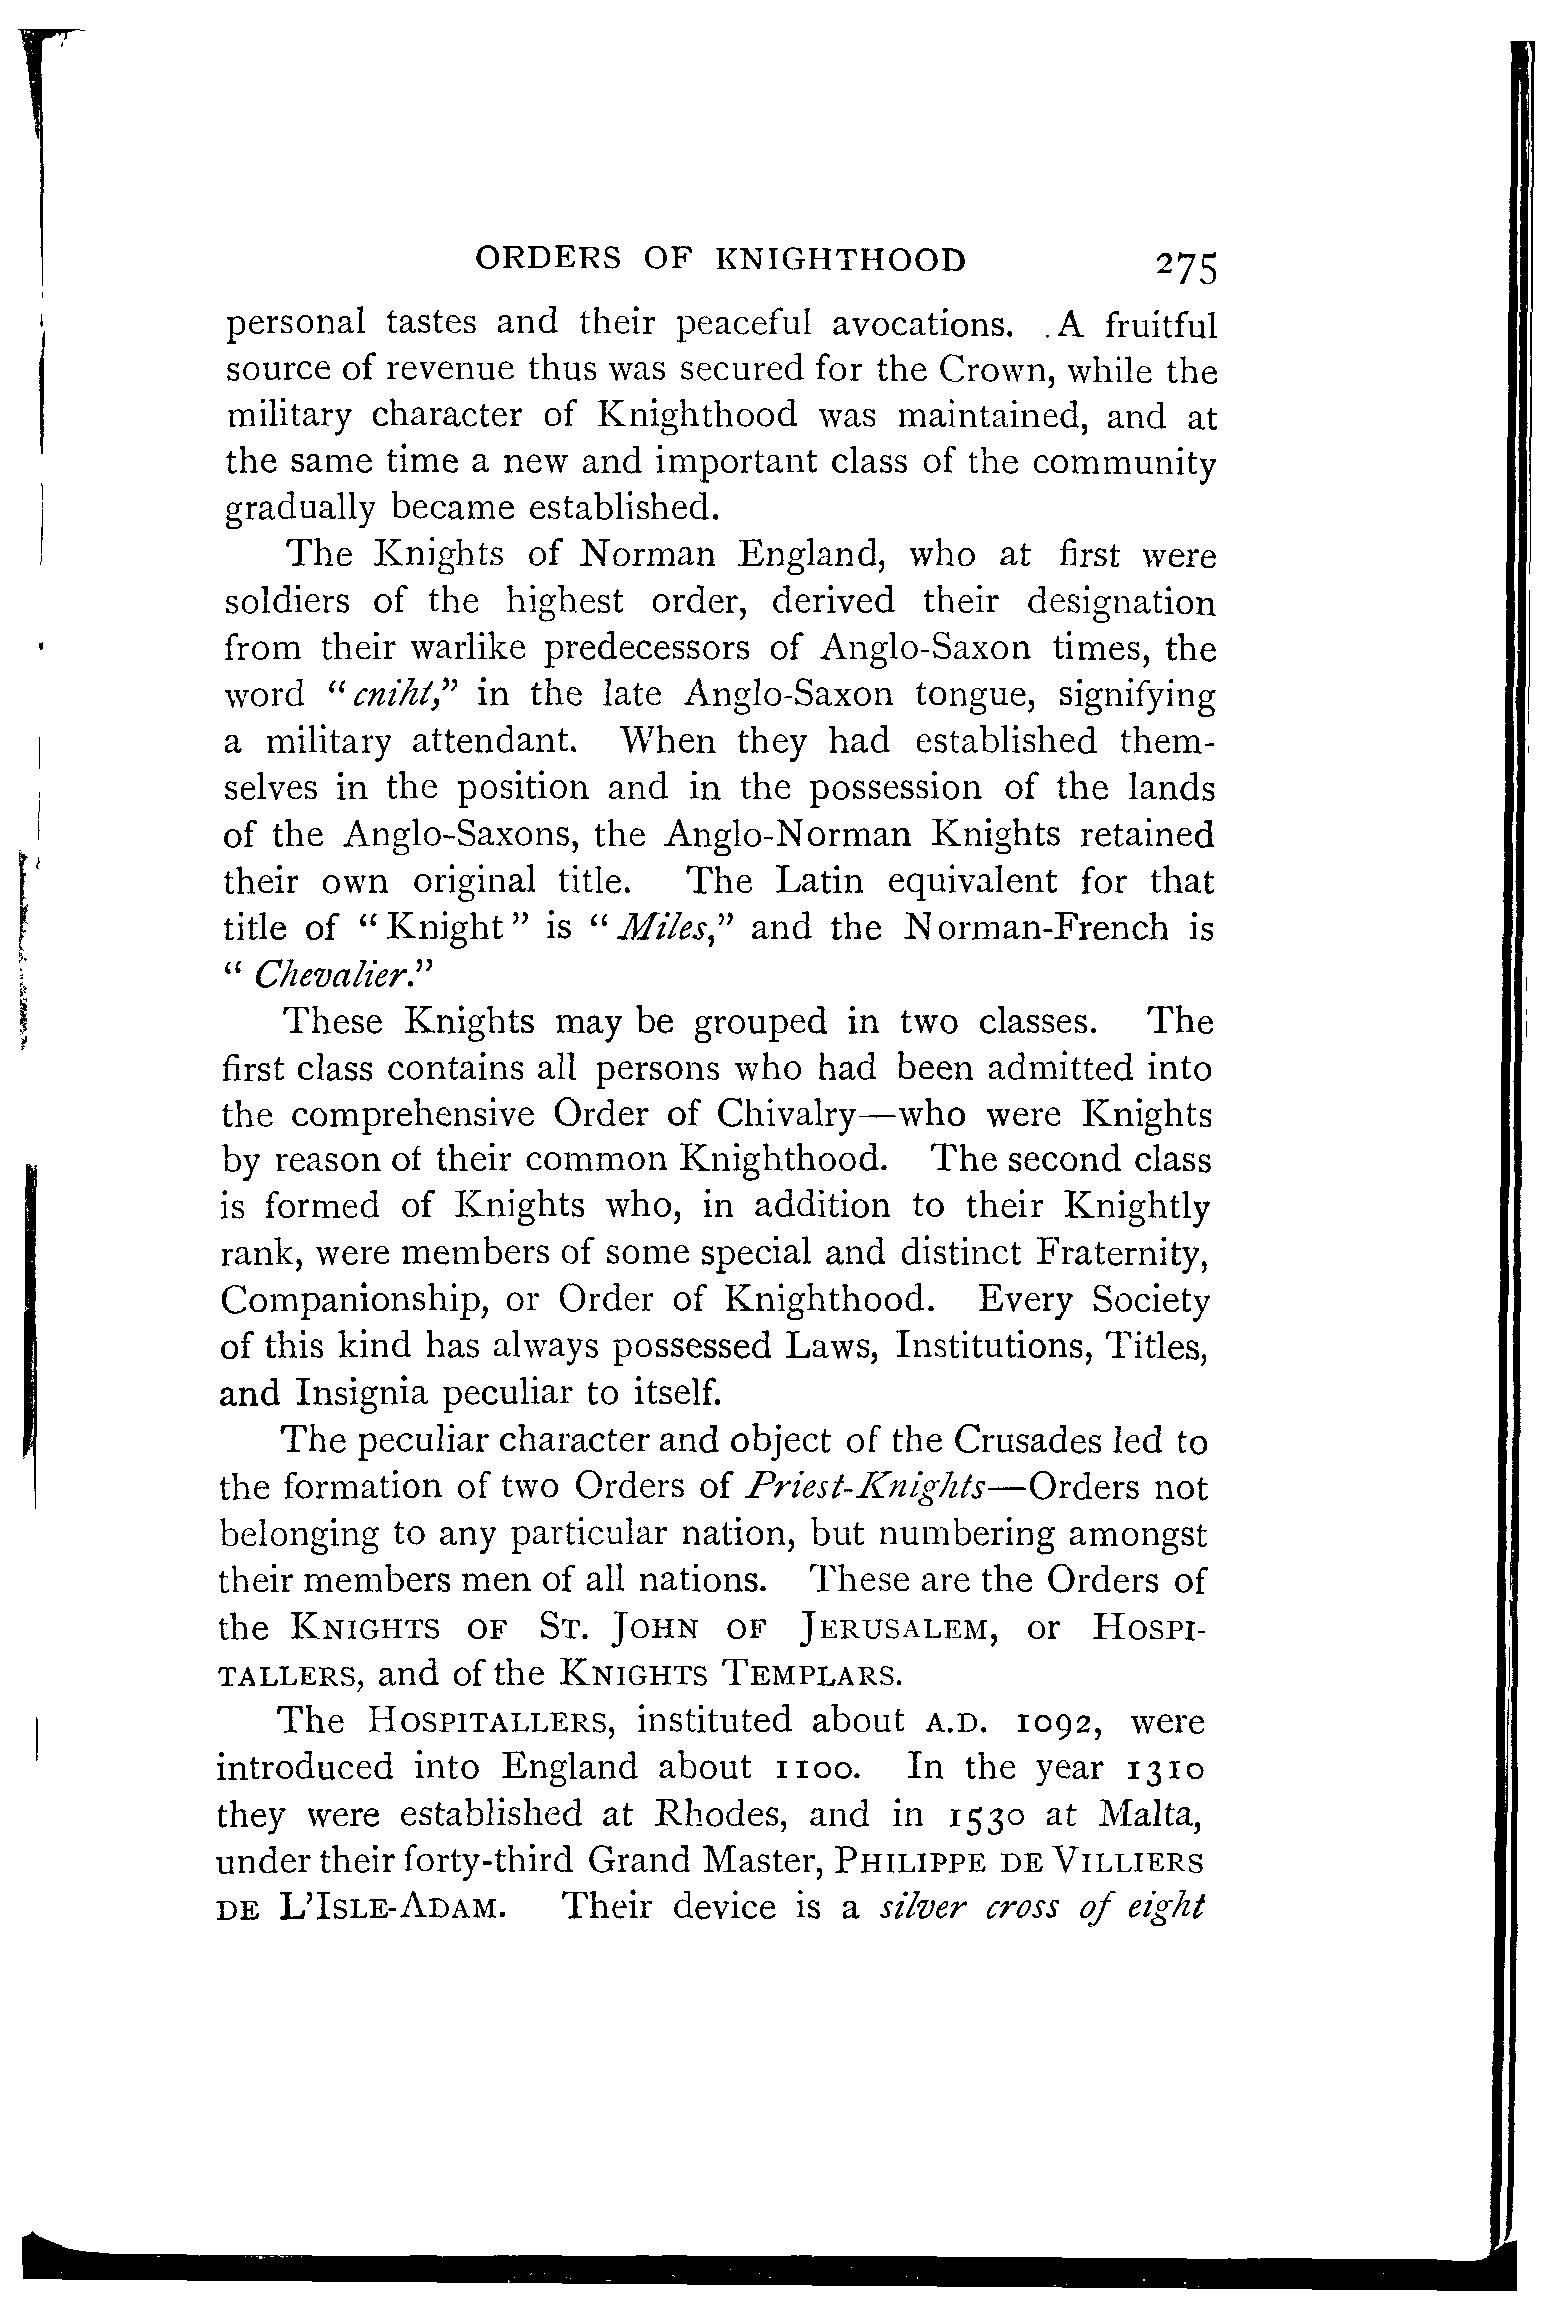 ORDERS OF KNIGHTHOOD 275
personal tastes and their peaceful avocations. . A fruitful
source of revenue thus was secured for the Crown, while the
military character of Knighthood was maintained, and at
the same time a new and important class of the community
gradually became established.
The Knights of Norman England, who at first were
soldiers of the highest order, derived their designation
from their warlike predecessors of Anglo-Saxon times, the
word “cniht,” in the late Anglo-Saxon tongue, signifying
a military attendant. When they had established them-
selves in the position and in the possession of the lands
of the Anglo-Saxons, the Anglo-Norman Knights retained
their own original title. The Latin equivalent for that
title of “Knight” is “Miles,” and the Norman-French is
“Chevalier.”
These Knights may be grouped in two classes. The
first class contains all persons who had been admitted into
the comprehensive Order of Chivalry—who were Knights
by reason of their common Knighthood. The second class
is formed of Knights who, in addition to their Knightly
rank, were members of some special and distinct Fraternity,
Companionship, or Order of Knighthood. Every Society
of this kind has always possessed Laws, Institutions, Titles,
and Insignia peculiar to itself.
The peculiar character and object of the Crusades led to
the formation of two Orders of Priest-Knights—Orders not
belonging to any particular nation, but numbering amongst
their members men of all nations. These are the Orders of
the KNIGHTS OF ST. JOHN OF JERUSALEM, or HOSPI-
TALLERS, and of the KNIGHTS TEMPLARS.
The HOSPITALLERS, instituted about A.D. 1092, were
introduced into England about 1100. In the year 1310
they were established at Rhodes, and in 1530 at Malta,
under their forty-third Grand Master, PHILIPPE DE VILLIERS
DE L’ISLE-ADAM. Their device is a silver cross of eight